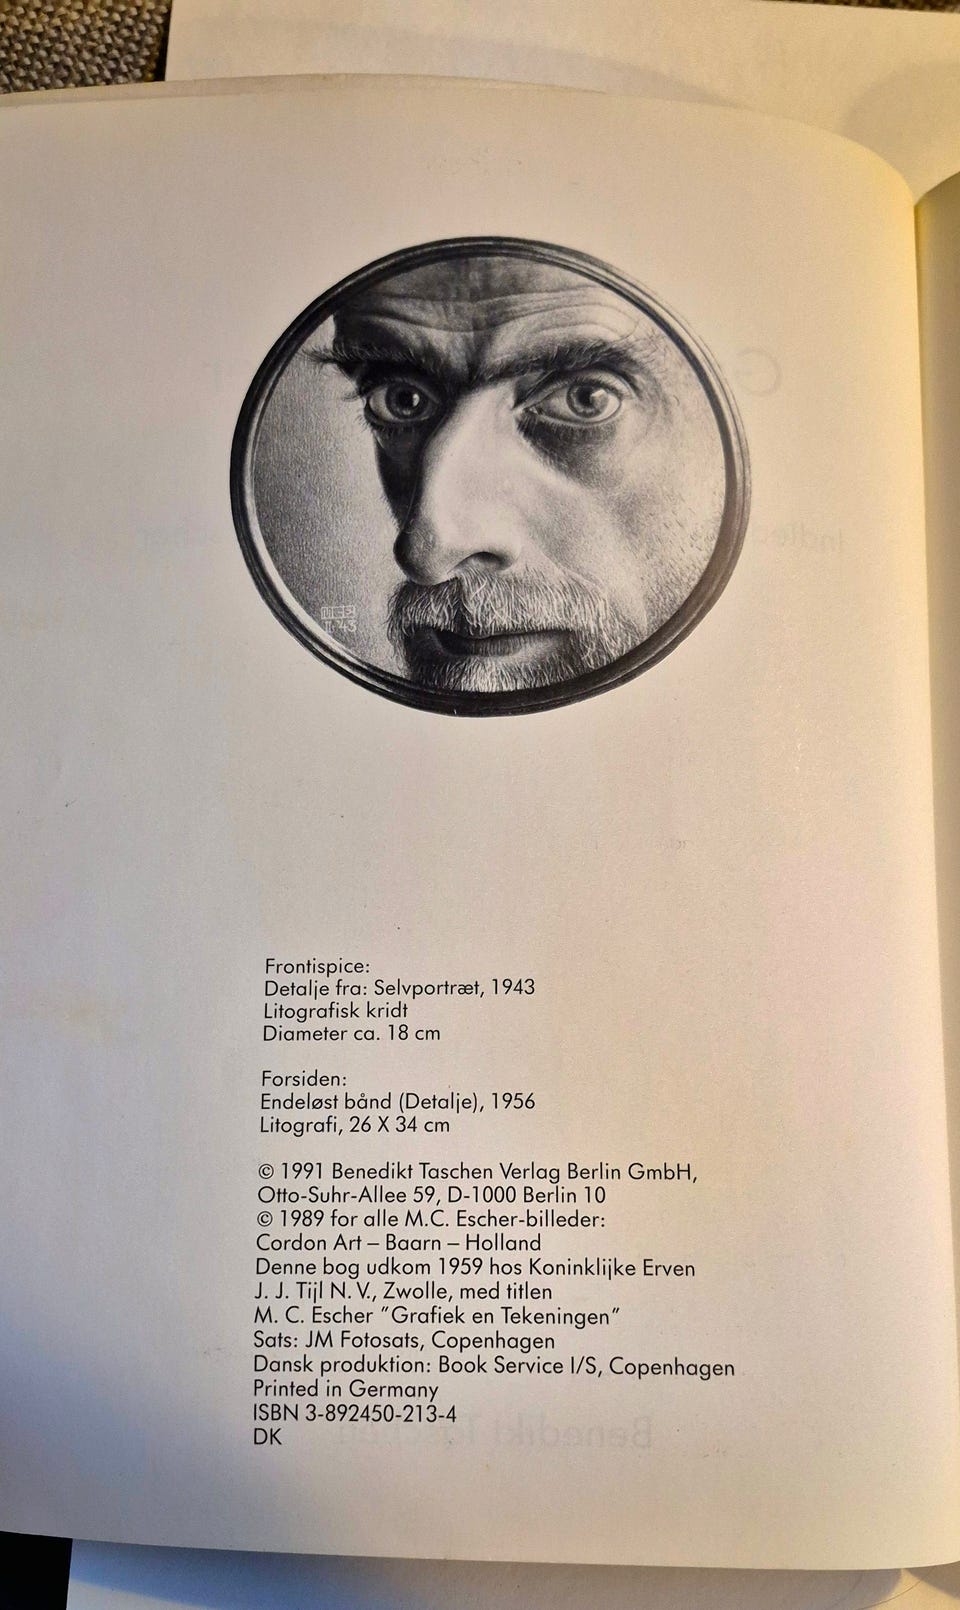 MCE
II-'43
Frontispice:
Detalje fra: Selvportræt, 1943
Litografisk kridt
Diameter ca. 18 cm
Forsiden:
Endeløst bånd (Detalje), 1956
Litografi, 26 X 34 cm
© 1991 Benedikt Taschen Verlag Berlin GmbH,
Otto-Suhr-Allee 59, D-1000 Berlin 10
© 1989 for alle M.C. Escher-billeder:
Cordon Art – Baarn – Holland
Denne bog udkom 1959 hos Koninklijke Erven
J. J. Tijl N. V., Zwolle, med titlen
M. C. Escher ”Grafiek en Tekeningen”
Sats: JM Fotosats, Copenhagen
Dansk produktion: Book Service I/S, Copenhagen
Printed in Germany
ISBN 3-892450-213-4
DK